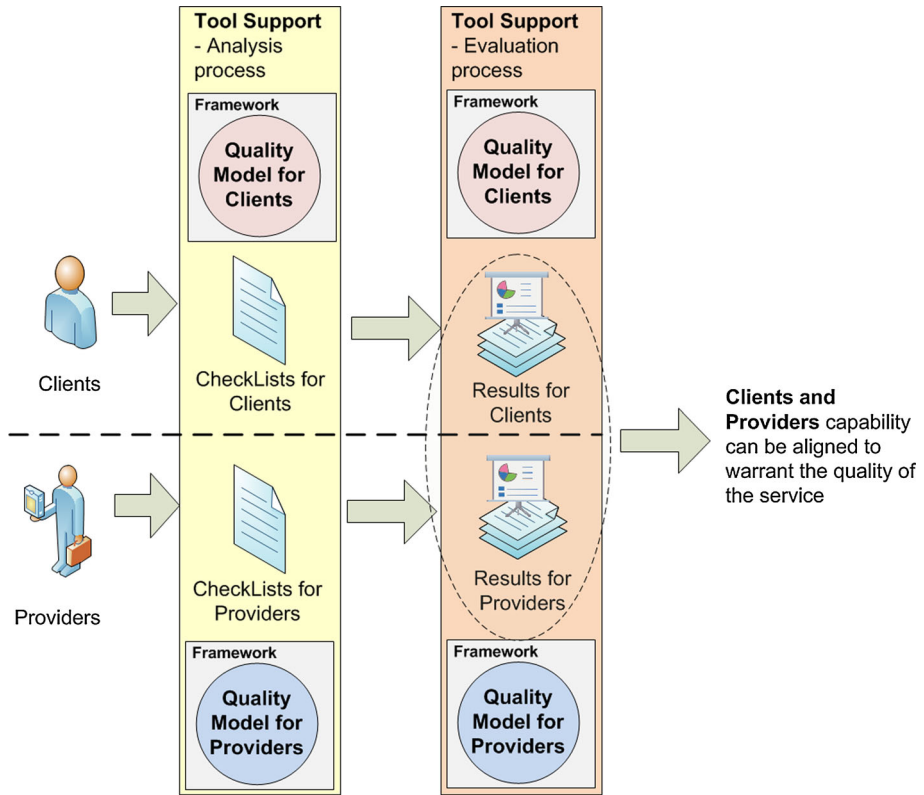 Tool Support
- Analysis
process
Framework
Quality
Model for
Clients
Tool Support
- Evaluation
process
Framework
Quality
Model for
Clients
Clients
CheckLists for
Clients
Results for
Clients
Clients and
Providers capability
can be aligned to
warrant the quality of
the service
Providers
CheckLists for
Providers
Results for
Providers
Framework
Quality
Model for
Providers
Framework
Quality
Model for
Providers